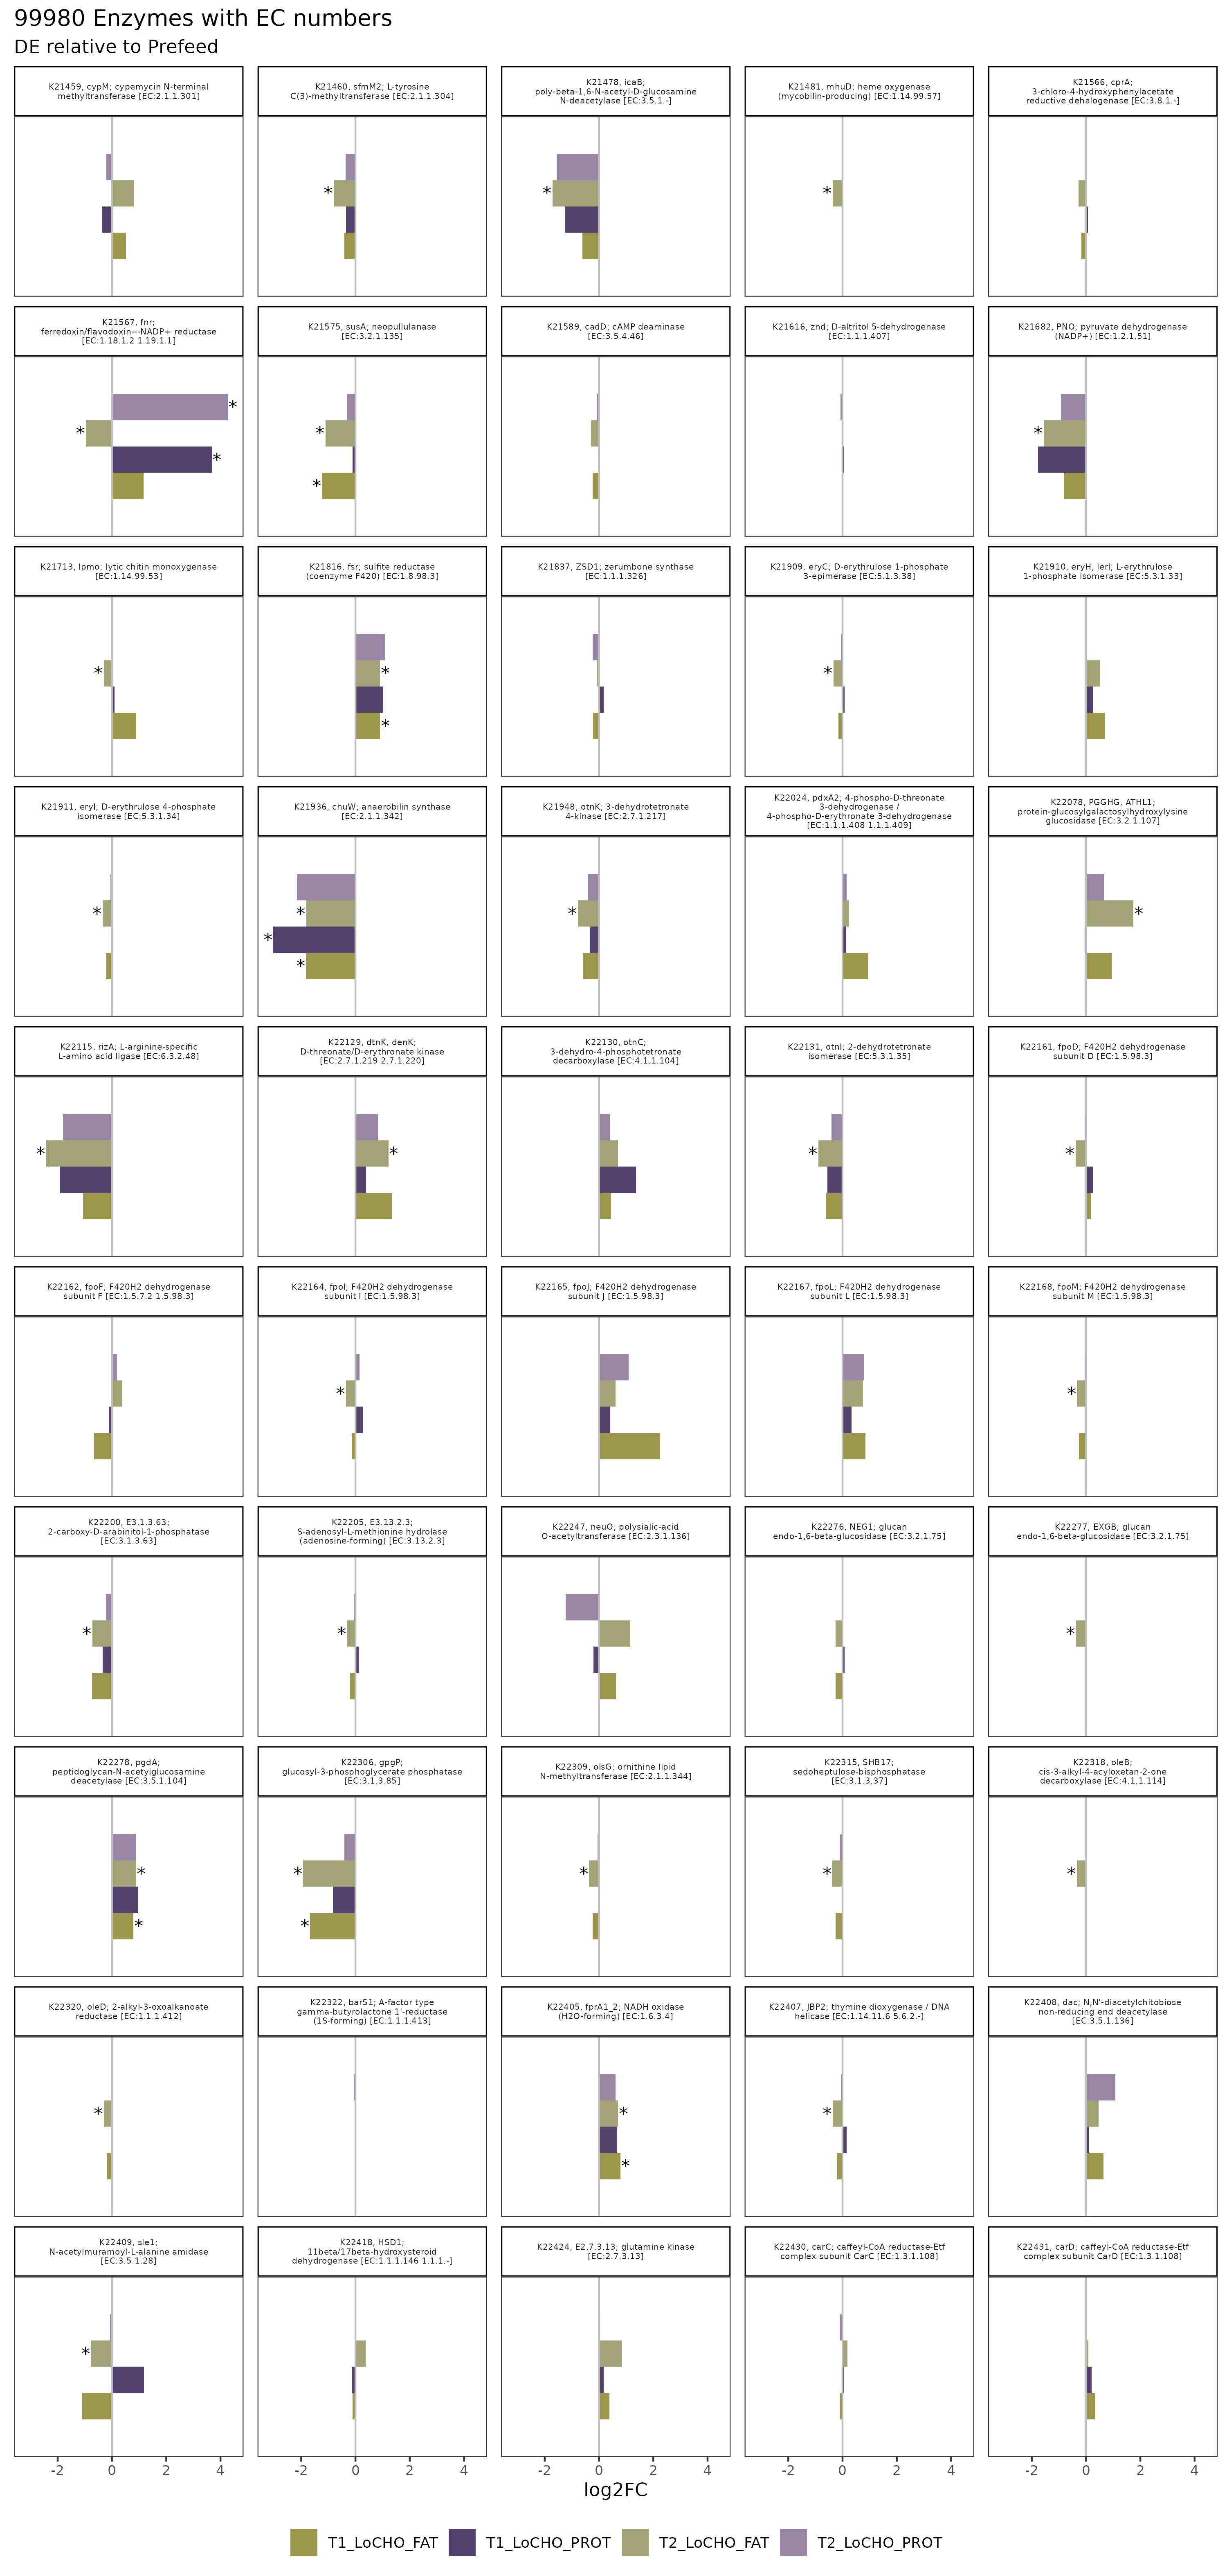 99980 Enzymes with EC numbers
DE relative to Prefeed
K21459, cypM; cypemycin N-terminal
methyltransferase [EC:2.1.1.301]
K21460, sfmM2; L-tyrosine
C(3)-methyltransferase [EC:2.1.1.304]
K21478, icaB;
poly-beta-1,6-N-acetyl-D-glucosamine
N-deacetylase [EC:3.5.1.-]
K21481, mhuD; heme oxygenase
(mycobilin-producing) [EC:1.14.99.57]
K21566, cprA;
3-chloro-4-hydroxyphenylacetate
reductive dehalogenase [EC:3.8.1.-]
*
*
*
K21567, fnr;
ferredoxin/flavodoxin---NADP+ reductase
[EC:1.18.1.2 1.19.1.1]
K21575, susA; neopullulanase
[EC:3.2.1.135]
K21589, cadD; cAMP deaminase
[EC:3.5.4.46]
K21616, znd; D-altritol 5-dehydrogenase
[EC:1.1.1.407]
K21682, PNO; pyruvate dehydrogenase
(NADP+) [EC:1.2.1.51]
*
*
*
*
*
*
K21713, lpmo; lytic chitin monoxygenase
[EC:1.14.99.53]
K21816, fsr; sulfite reductase
(coenzyme F420) [EC:1.8.98.3]
K21837, ZSD1; zerumbone synthase
[EC:1.1.1.326]
K21909, eryC; D-erythrulose 1-phosphate
3-epimerase [EC:5.1.3.38]
K21910, eryH, lerI; L-erythrulose
1-phosphate isomerase [EC:5.3.1.33]
*
*
*
*
K21911, eryI; D-erythrulose 4-phosphate
isomerase [EC:5.3.1.34]
K21936, chuW; anaerobilin synthase
[EC:2.1.1.342]
K21948, otnK; 3-dehydrotetronate
4-kinase [EC:2.7.1.217]
K22024, pdxA2; 4-phospho-D-threonate
3-dehydrogenase /
4-phospho-D-erythronate 3-dehydrogenase
[EC:1.1.1.408 1.1.1.409]
K22078, PGGHG, ATHL1;
protein-glucosylgalactosylhydroxylysine
glucosidase [EC:3.2.1.107]
*
*
*
*
*
*
K22115, rizA; L-arginine-specific
L-amino acid ligase [EC:6.3.2.48]
K22129, dtnK, denK;
D-threonate/D-erythronate kinase
[EC:2.7.1.219 2.7.1.220]
K22130, otnC;
3-dehydro-4-phosphotetronate
decarboxylase [EC:4.1.1.104]
K22131, otnI; 2-dehydrotetronate
isomerase [EC:5.3.1.35]
K22161, fpoD; F420H2 dehydrogenase
subunit D [EC:1.5.98.3]
*
*
*
*
K22162, fpoF; F420H2 dehydrogenase
subunit F [EC:1.5.7.2 1.5.98.3]
K22164, fpoI; F420H2 dehydrogenase
subunit I [EC:1.5.98.3]
K22165, fpoJ; F420H2 dehydrogenase
subunit J [EC:1.5.98.3]
K22167, fpoL; F420H2 dehydrogenase
subunit L [EC:1.5.98.3]
K22168, fpoM; F420H2 dehydrogenase
subunit M [EC:1.5.98.3]
*
*
K22200, E3.1.3.63;
2-carboxy-D-arabinitol-1-phosphatase
[EC:3.1.3.63]
K22205, E3.13.2.3;
S-adenosyl-L-methionine hydrolase
(adenosine-forming) [EC:3.13.2.3]
K22247, neuO; polysialic-acid
O-acetyltransferase [EC:2.3.1.136]
K22276, NEG1; glucan
endo-1,6-beta-glucosidase [EC:3.2.1.75]
K22277, EXGB; glucan
endo-1,6-beta-glucosidase [EC:3.2.1.75]
*
*
*
K22278, pgdA;
peptidoglycan-N-acetylglucosamine
deacetylase [EC:3.5.1.104]
K22306, gpgP;
glucosyl-3-phosphoglycerate phosphatase
[EC:3.1.3.85]
K22309, olsG; ornithine lipid
N-methyltransferase [EC:2.1.1.344]
K22315, SHB17;
sedoheptulose-bisphosphatase
[EC:3.1.3.37]
K22318, oleB;
cis-3-alkyl-4-acyloxetan-2-one
decarboxylase [EC:4.1.1.114]
*
*
*
*
*
*
*
K22320, oleD; 2-alkyl-3-oxoalkanoate
reductase [EC:1.1.1.412]
K22322, barS1; A-factor type
gamma-butyrolactone 1'-reductase
(1S-forming) [EC:1.1.1.413]
K22405, fprA1_2; NADH oxidase
(H2O-forming) [EC:1.6.3.4]
K22407, JBP2; thymine dioxygenase / DNA
helicase [EC:1.14.11.6 5.6.2.-]
K22408, dac; N,N'-diacetylchitobiose
non-reducing end deacetylase
[EC:3.5.1.136]
*
*
*
*
K22409, sle1;
N-acetylmuramoyl-L-alanine amidase
[EC:3.5.1.28]
K22418, HSD1;
11beta/17beta-hydroxysteroid
dehydrogenase [EC:1.1.1.146 1.1.1.-]
K22424, E2.7.3.13; glutamine kinase
[EC:2.7.3.13]
K22430, carC; caffeyl-CoA reductase-Etf
complex subunit CarC [EC:1.3.1.108]
K22431, carD; caffeyl-CoA reductase-Etf
complex subunit CarD [EC:1.3.1.108]
*
-2 0 2 4 -2 0 2 4 -2 0 2 4 -2 0 2 4 -2 0 2 4
log2FC
T1_LoCHO_FAT T1_LoCHO_PROT T2_LoCHO_FAT T2_LoCHO_PROT